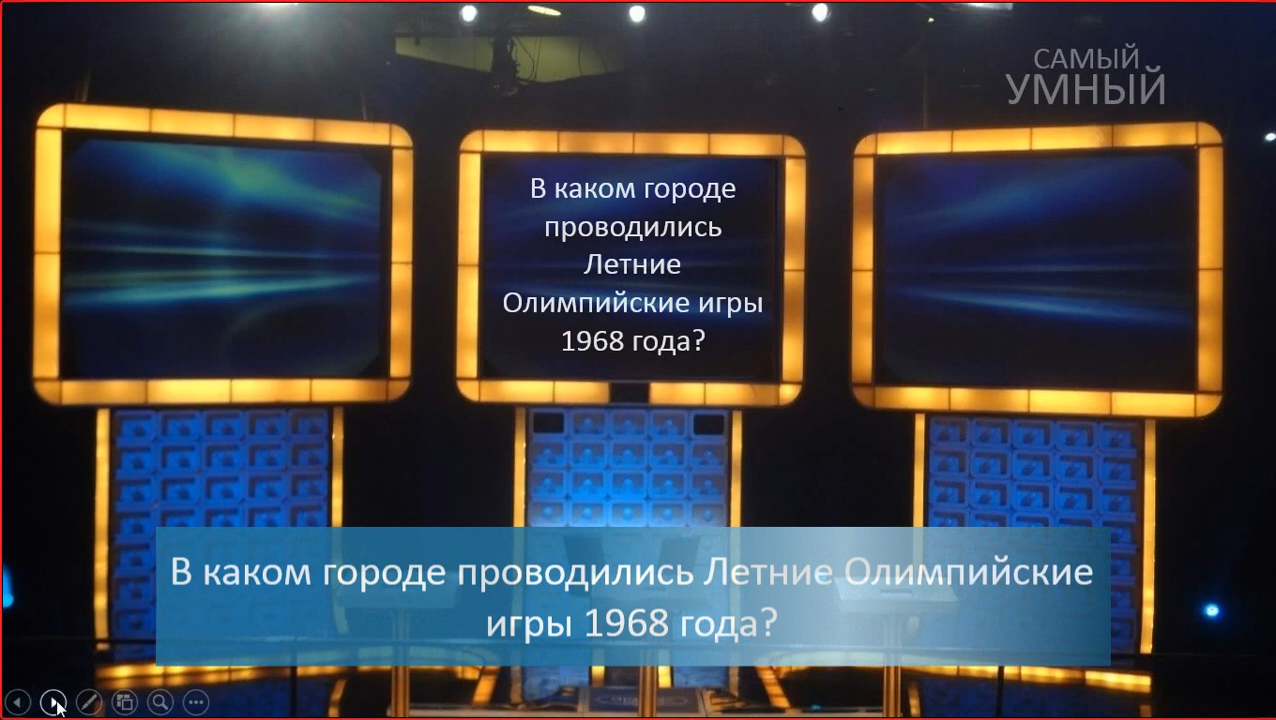 САМЫЙ
УМНЫЙ
В каком городе
проводились
Летние
Олимпийские игры
1968 года?
В каком городе проводились Летние Олимпийские
игры 1968 года?